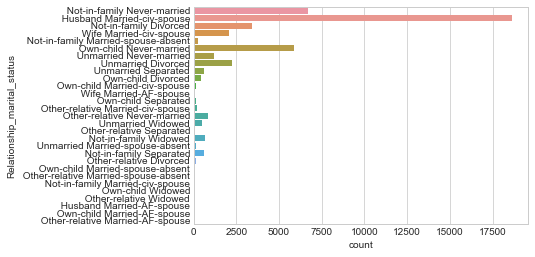 Relationship_marital_status
Not-in-family Never-married
Husband Married-civ-spouse
Not-in-family Divorced
Wife Married-civ-spouse
Not-in-family Married-spouse-absent
Own-child Never-married
Unmarried Never-married
Unmarried Divorced
Unmarried Separated
Own-child Divorced
Own-child Married-civ-spouse
Wife Married-AF-spouse
Own-child Separated
Other-relative Married-civ-spouse
Other-relative Never-married
Unmarried Widowed
Other-relative Separated
Not-in-family Widowed
Unmarried Married-spouse-absent
Not-in-family Separated
Other-relative Divorced
Own-child Married-spouse-absent
Other-relative Married-spouse-absent
Not-in-family Married-civ-spouse
Own-child Widowed
Other-relative Widowed
Husband Married-AF-spouse
Own-child Married-AF-spouse
Other-relative Married-AF-spouse
0 2500 5000 7500 10000 12500 15000 17500
count